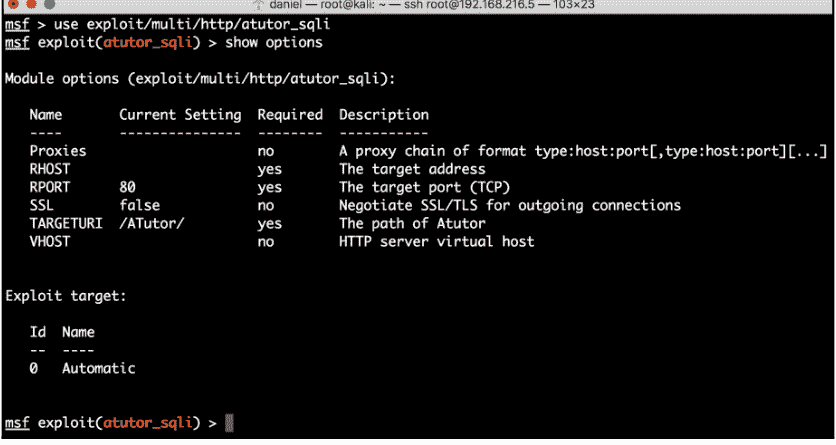 daniel — root@kali: ~ — ssh root@192.168.216.5 — 103×23
msf > use exploit/multi/http/atutor_sqli
msf exploit(atutor_sqli) > show options
Module options (exploit/multi/http/atutor_sqli):
Name Current Setting Required Description
---- --------------- -------- -----------
Proxies no A proxy chain of format type:host:port[,type:host:port][...]
RHOST yes The target address
RPORT 80 yes The target port (TCP)
SSL false no Negotiate SSL/TLS for outgoing connections
TARGETURI /ATutor/ yes The path of Atutor
VHOST no HTTP server virtual host
Exploit target:
Id Name
-- ----
0 Automatic
msf exploit(atutor_sqli) >